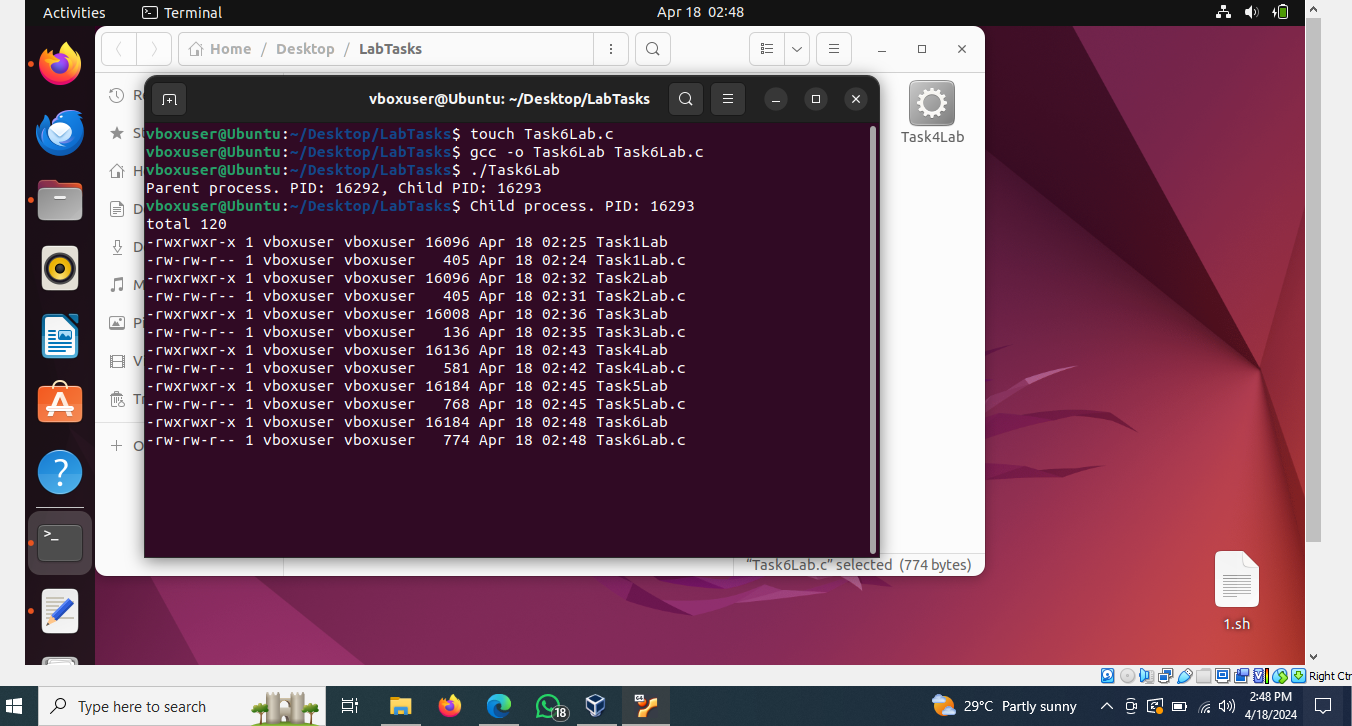 Activities
Terminal
Apr 18 02:48
Home / Desktop / LabTasks
vboxuser@Ubuntu: ~/Desktop/LabTasks
vboxuser@Ubuntu:~/Desktop/LabTasks$ touch Task6Lab.c
vboxuser@Ubuntu:~/Desktop/LabTasks$ gcc -o Task6Lab Task6Lab.c
vboxuser@Ubuntu:~/Desktop/LabTasks$ ./Task6Lab
Parent process. PID: 16292, Child PID: 16293
vboxuser@Ubuntu:~/Desktop/LabTasks$ Child process. PID: 16293
total 120
-rwxrwxr-x 1 vboxuser vboxuser 16096 Apr 18 02:25 Task1Lab
-rw-rw-r-- 1 vboxuser vboxuser   405 Apr 18 02:24 Task1Lab.c
-rwxrwxr-x 1 vboxuser vboxuser 16096 Apr 18 02:32 Task2Lab
-rw-rw-r-- 1 vboxuser vboxuser   405 Apr 18 02:31 Task2Lab.c
-rwxrwxr-x 1 vboxuser vboxuser 16008 Apr 18 02:36 Task3Lab
-rw-rw-r-- 1 vboxuser vboxuser   136 Apr 18 02:35 Task3Lab.c
-rwxrwxr-x 1 vboxuser vboxuser 16136 Apr 18 02:43 Task4Lab
-rw-rw-r-- 1 vboxuser vboxuser   581 Apr 18 02:42 Task4Lab.c
-rwxrwxr-x 1 vboxuser vboxuser 16184 Apr 18 02:45 Task5Lab
-rw-rw-r-- 1 vboxuser vboxuser   768 Apr 18 02:45 Task5Lab.c
-rwxrwxr-x 1 vboxuser vboxuser 16184 Apr 18 02:48 Task6Lab
-rw-rw-r-- 1 vboxuser vboxuser   774 Apr 18 02:48 Task6Lab.c
Task4Lab
"Task6Lab.c" selected (774 bytes)
1.sh
Right Ctrl
Type here to search
18
64
29°C Partly sunny
2:48 PM
4/18/2024